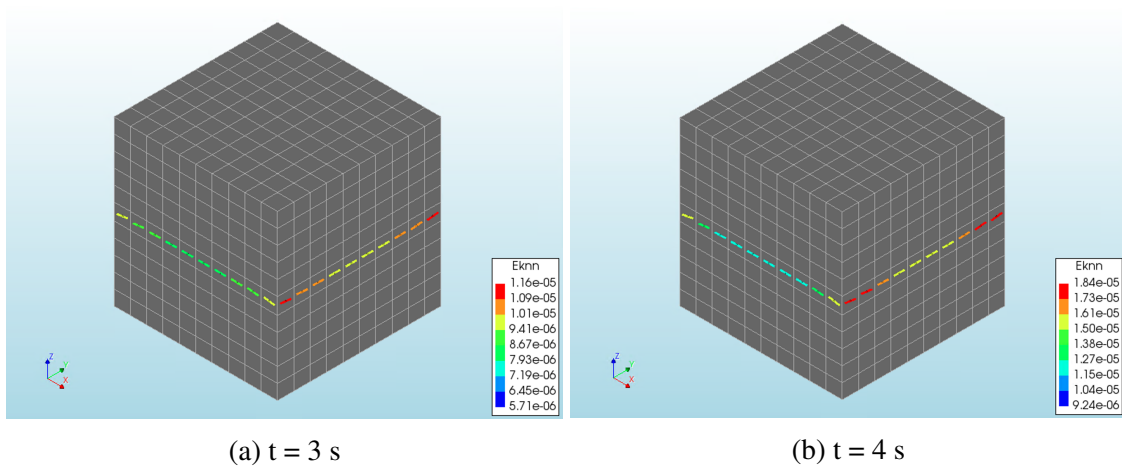 Z
Y
X
Eknn
1.16e-05
1.09e-05
1.01e-05
9.41e-06
8.67e-06
7.93e-06
7.19e-06
6.45e-06
5.71e-06
(a) t = 3 s
Z
Y
X
Eknn
1.84e-05
1.73e-05
1.61e-05
1.50e-05
1.38e-05
1.27e-05
1.15e-05
1.04e-05
9.24e-06
(b) t = 4 s